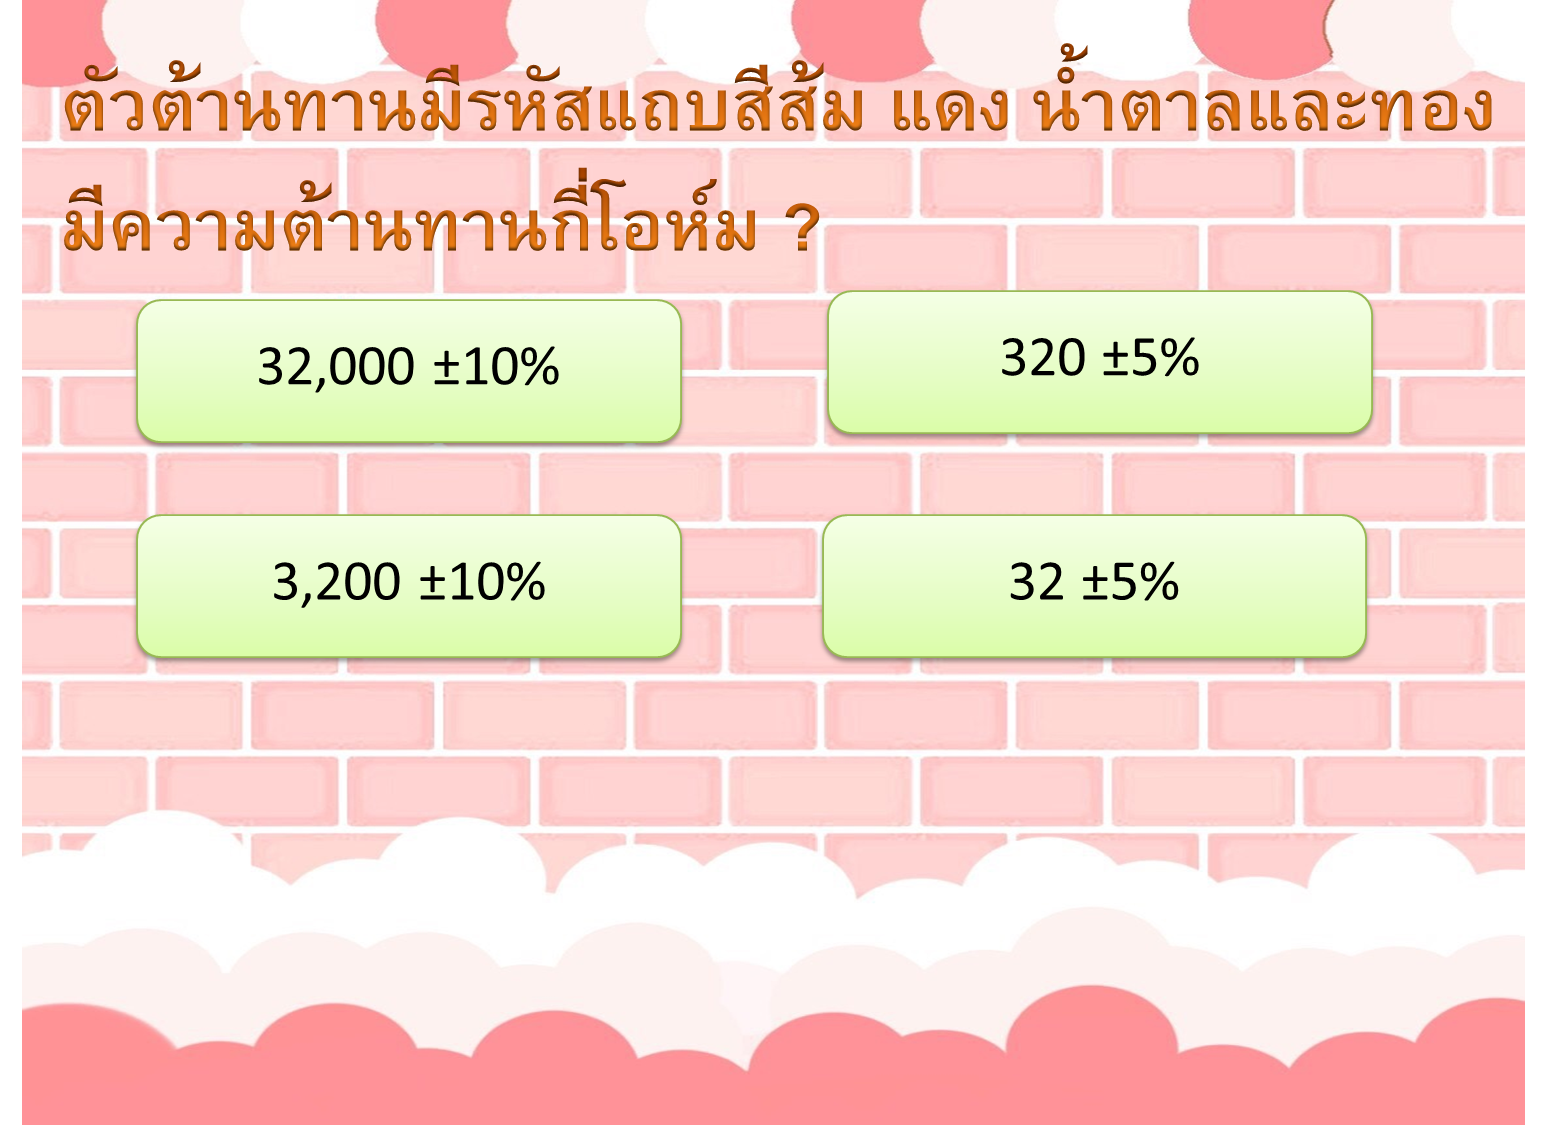 ตัวต้านทานมีรหัสแถบสีส้ม แดง น้ำตาลและทอง
มีความต้านทานกี่โอห์ม ?
32,000 ±10%
320 ±5%
3,200 ±10%
32 ±5%